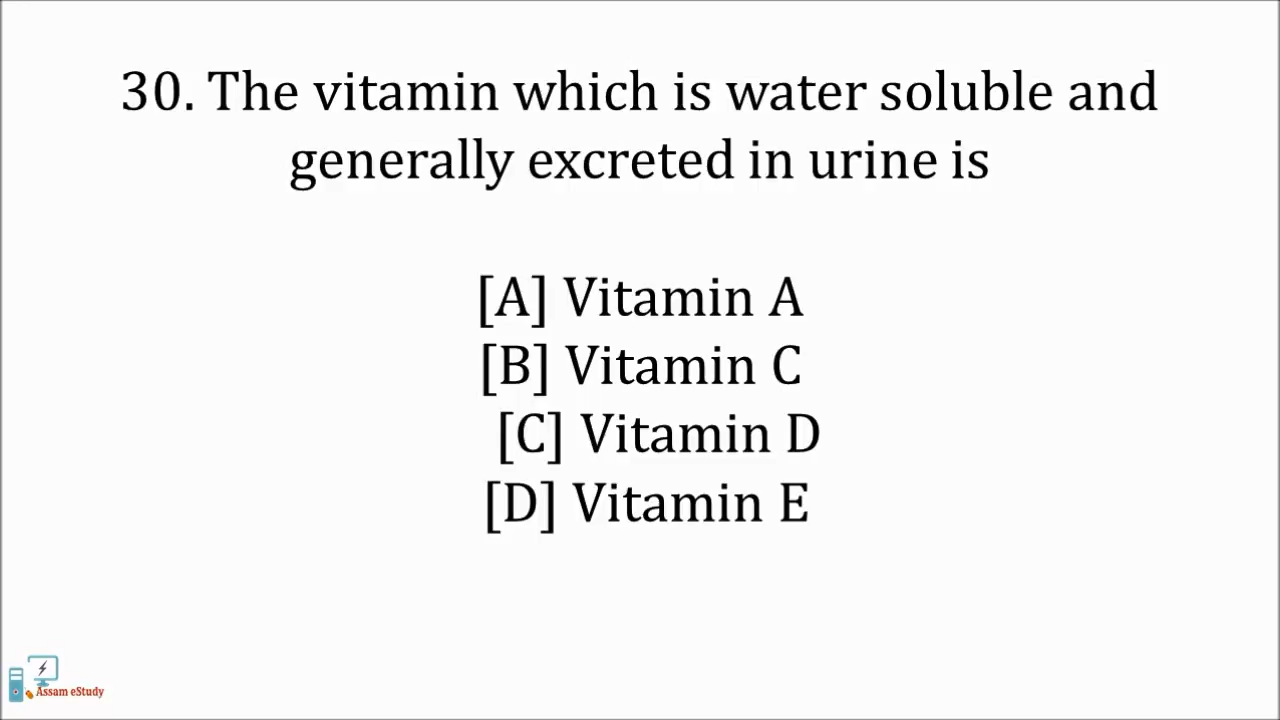 30. The vitamin which is water soluble and
generally excreted in urine is
[A] Vitamin A
[B] Vitamin C
[C] Vitamin D
[D] Vitamin E
Assam eStudy